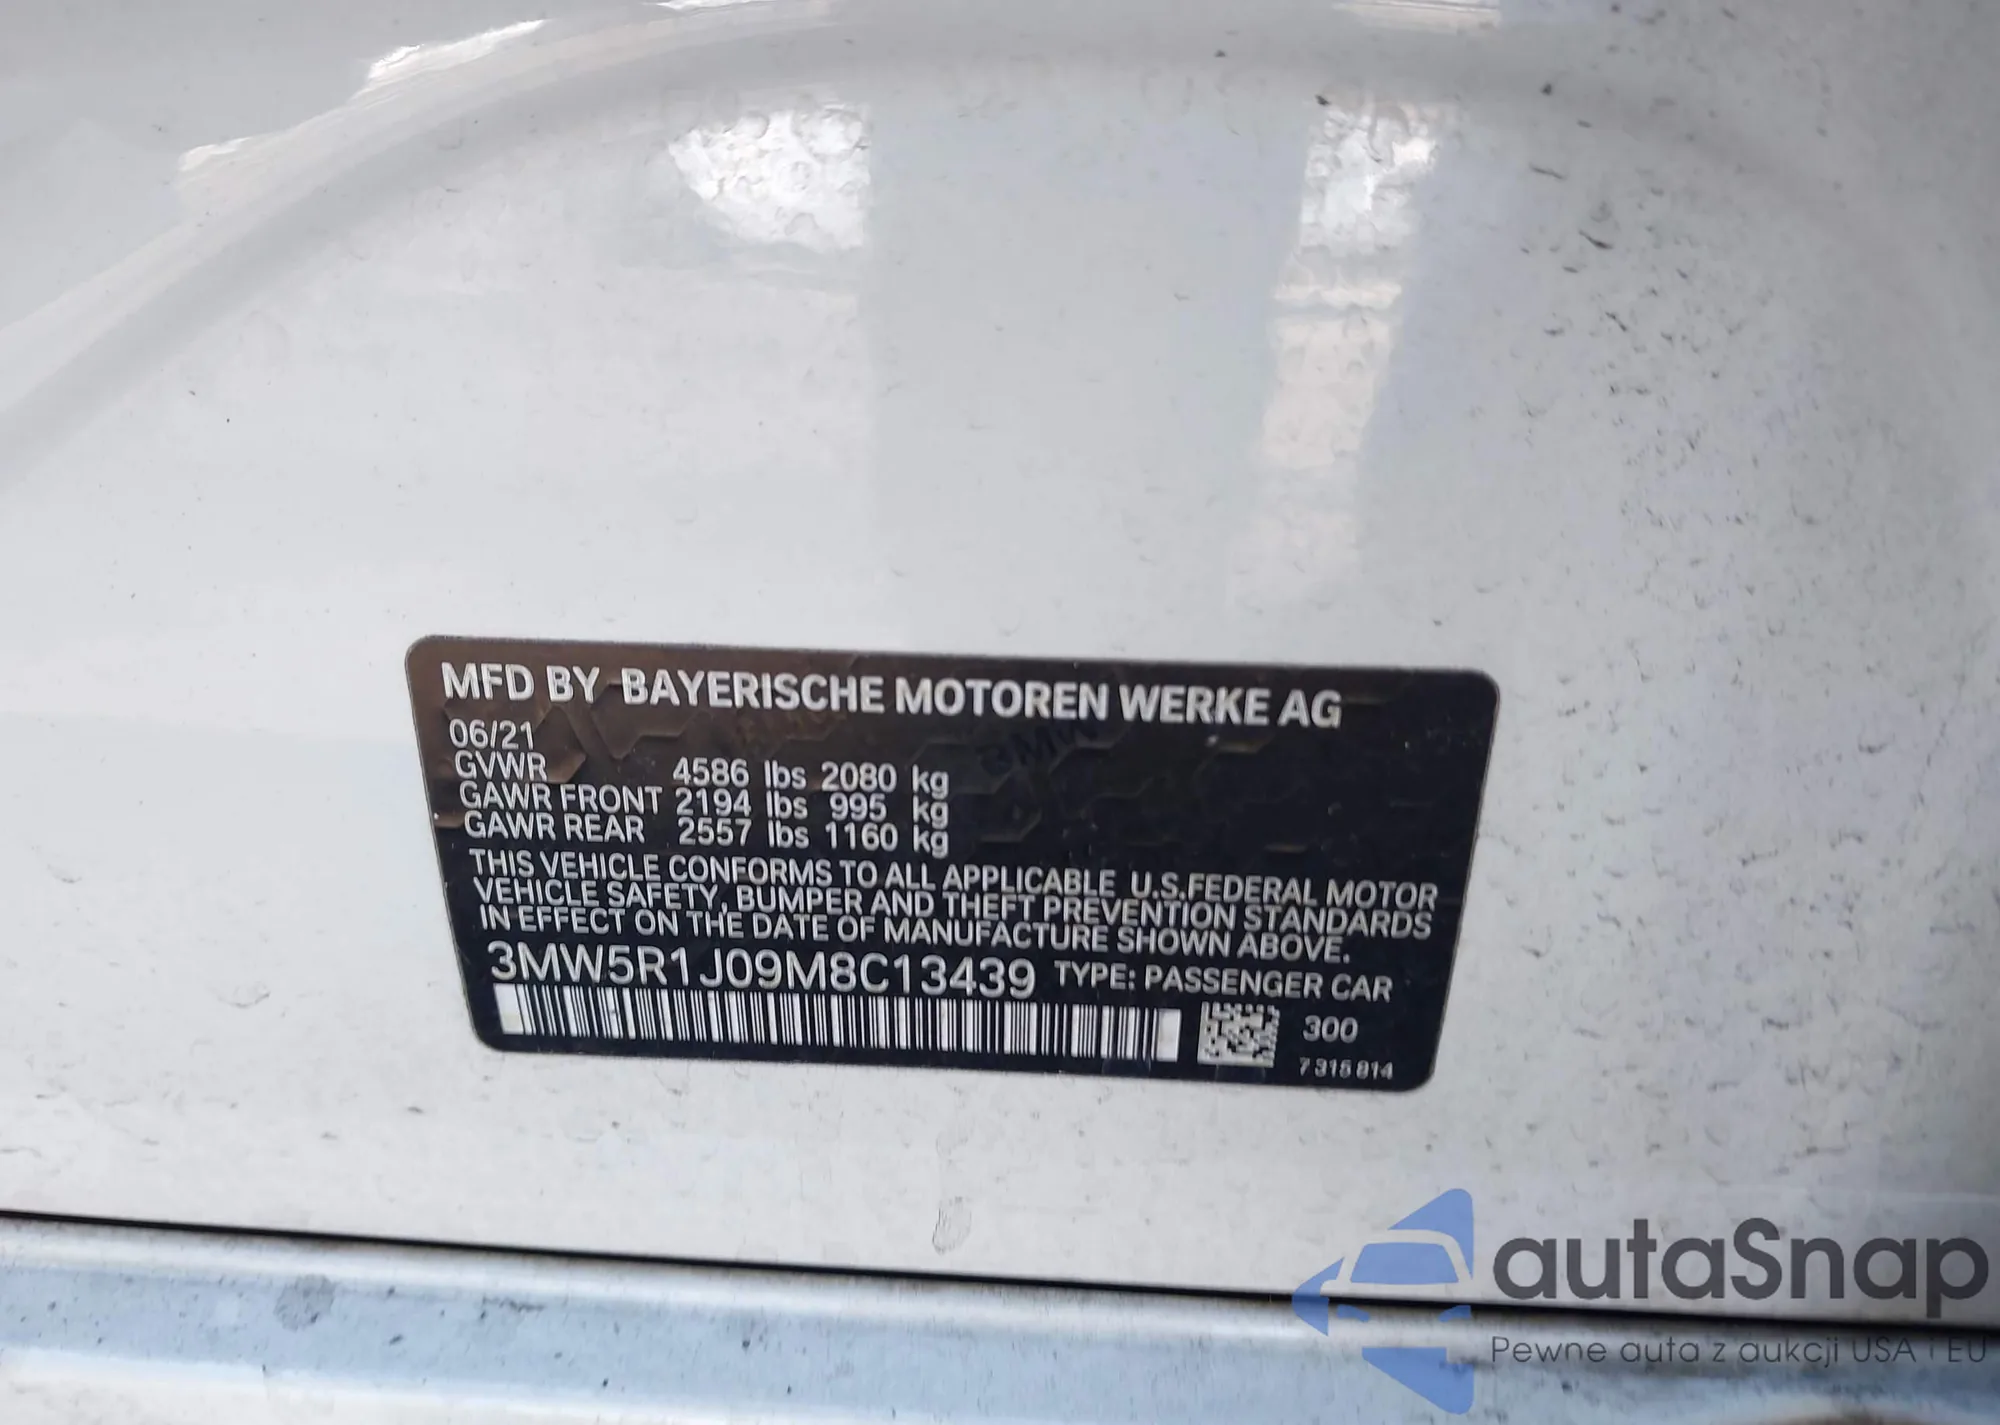 MFD BY BAYERISCHE MOTOREN WERKE AG
06/21
GVWR 4586 lbs 2080 kg
GAWR FRONT 2194 lbs 995 kg
GAWR REAR 2557 lbs 1160 kg
THIS VEHICLE CONFORMS TO ALL APPLICABLE U.S.FEDERAL MOTOR
VEHICLE SAFETY, BUMPER AND THEFT PREVENTION STANDARDS
IN EFFECT ON THE DATE OF MANUFACTURE SHOWN ABOVE.
3MW5R1J09M8C13439 TYPE: PASSENGER CAR
300
7 315 814
autaSnap
Pewne auta z aukcji USA i EU